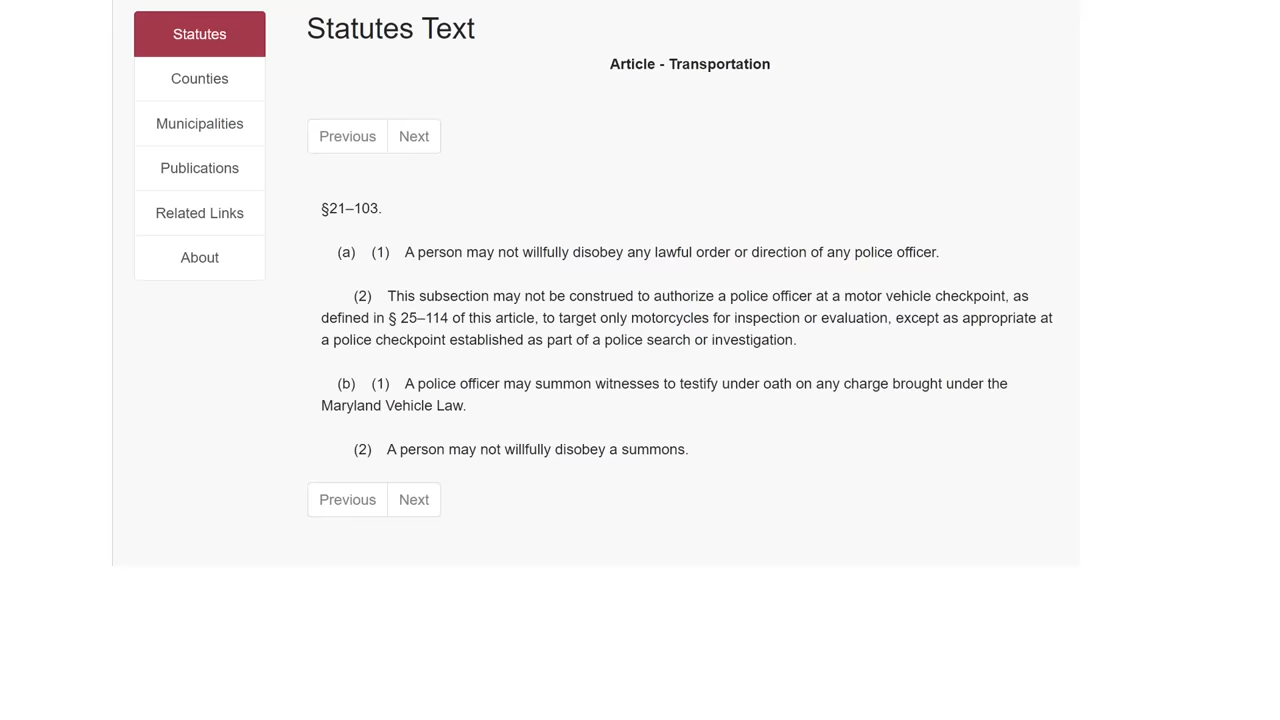 Statutes
Counties
Municipalities
Publications
Related Links
About
Statutes Text
Article - Transportation
Previous Next
§21–103.
(a) (1) A person may not willfully disobey any lawful order or direction of any police officer.
(2) This subsection may not be construed to authorize a police officer at a motor vehicle checkpoint, as
defined in § 25–114 of this article, to target only motorcycles for inspection or evaluation, except as appropriate at
a police checkpoint established as part of a police search or investigation.
(b) (1) A police officer may summon witnesses to testify under oath on any charge brought under the
Maryland Vehicle Law.
(2) A person may not willfully disobey a summons.
Previous Next